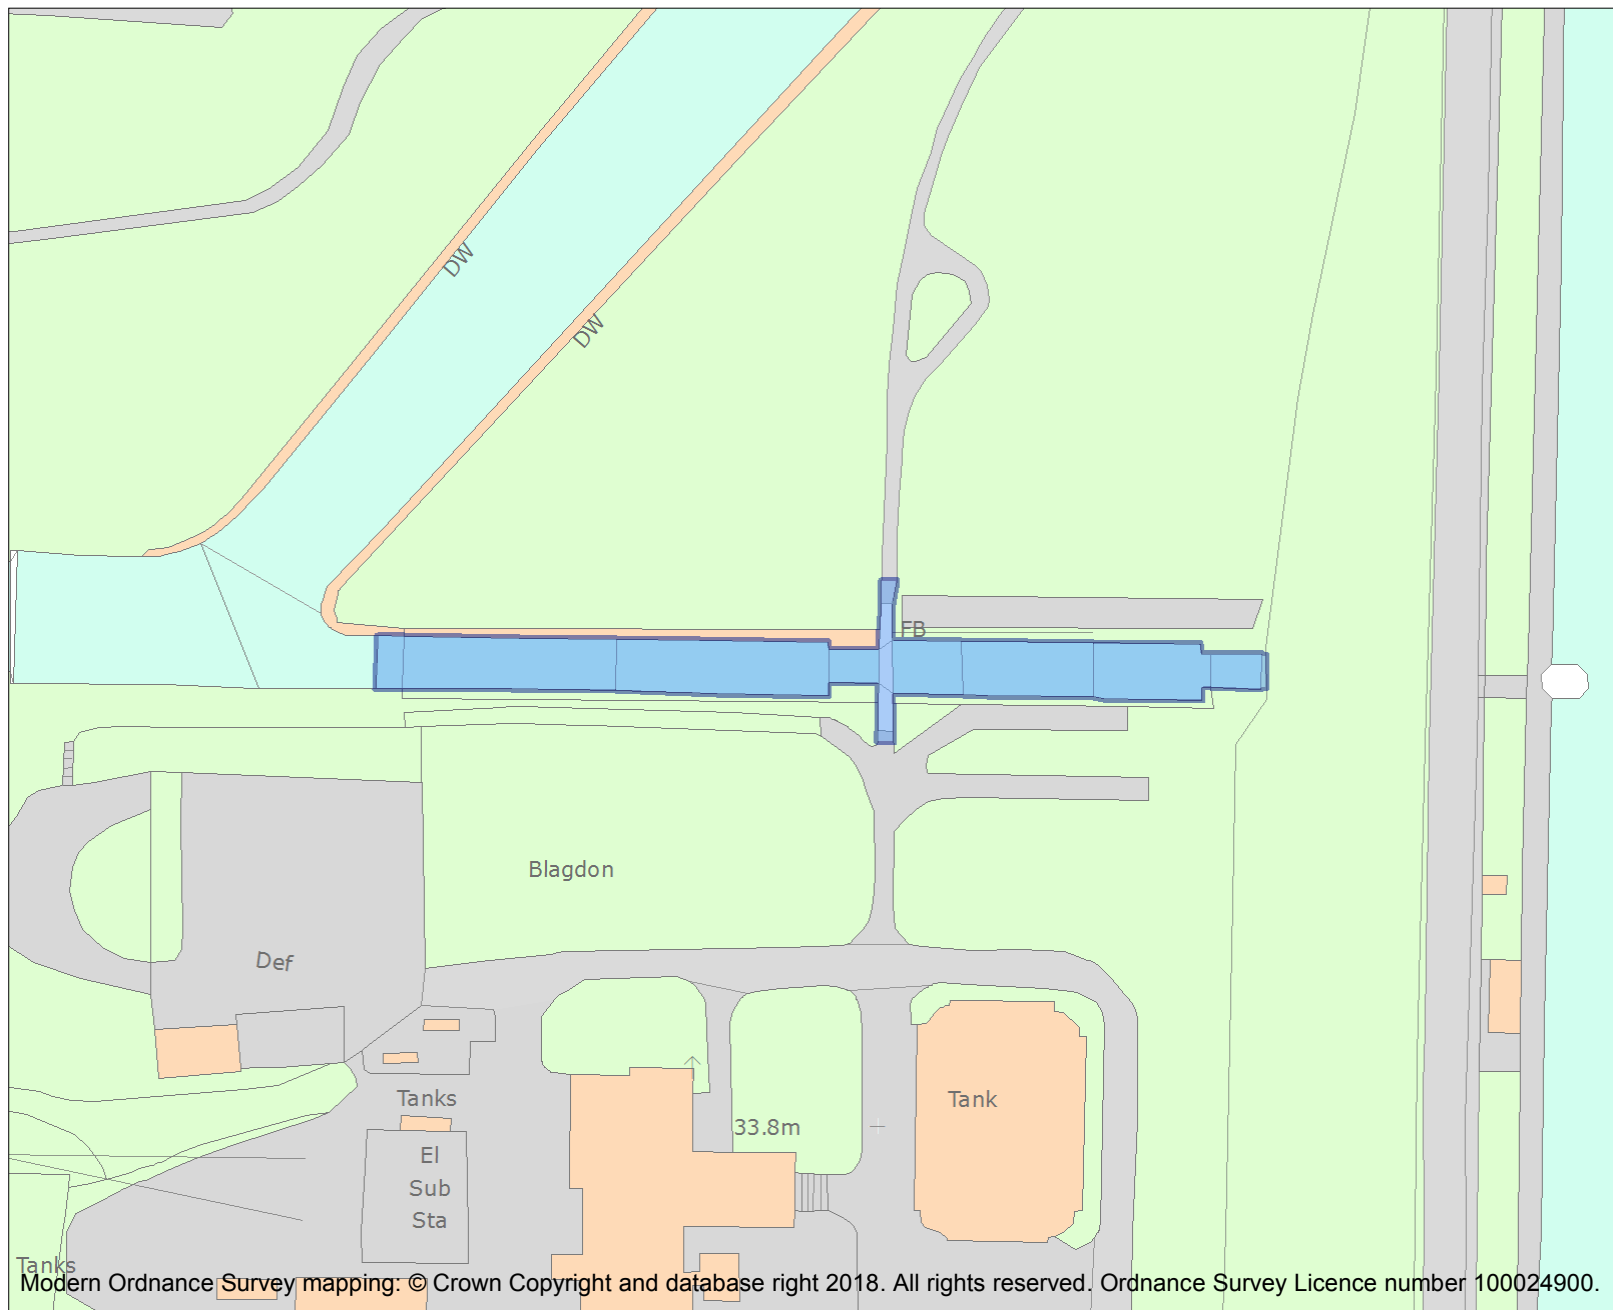 DW
DW
FB
Blagdon
Def
Tanks
Tank
33.8m
El
Sub
Sta
Tanks
Modern Ordnance Survey mapping: © Crown Copyright and database right 2018. All rights reserved. Ordnance Survey Licence number 100024900.